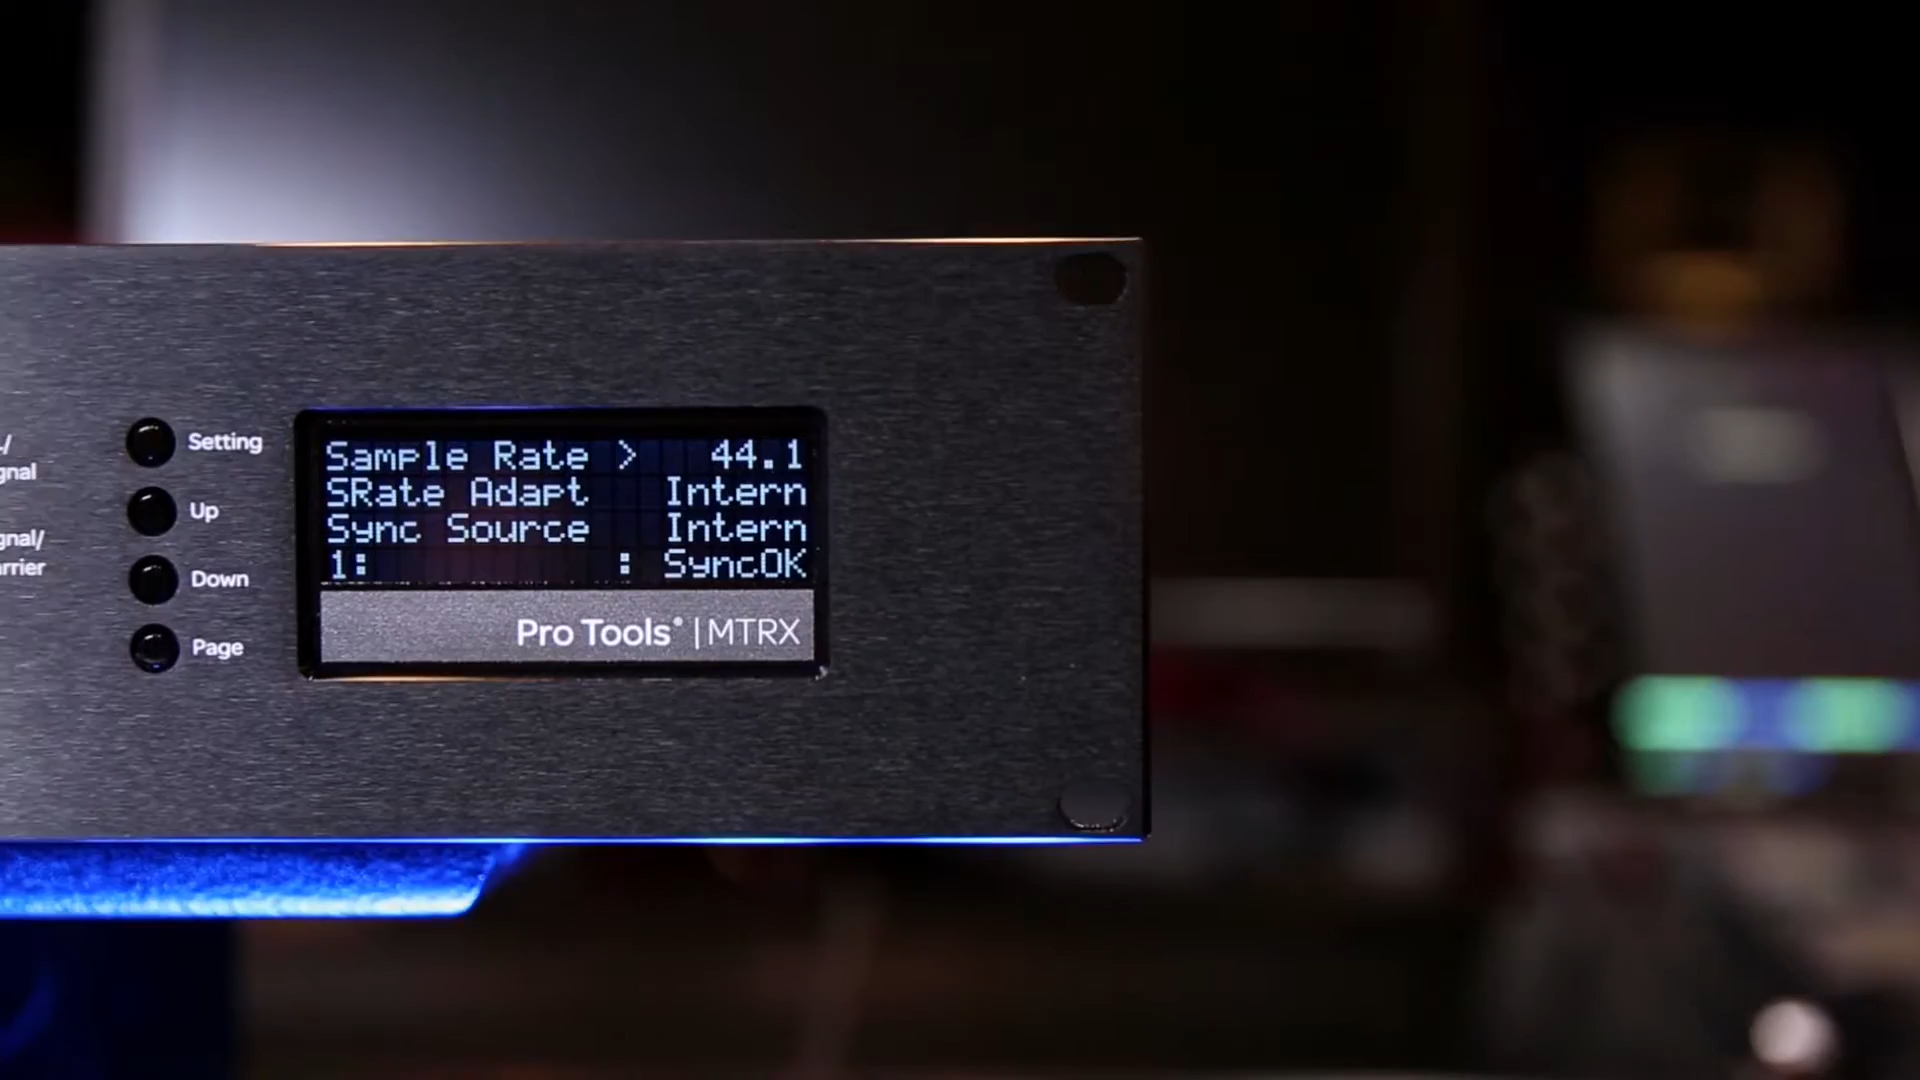 Setting
Up
Down
Page
Sample Rate > 44.1
SRate Adapt Intern
Sync Source Intern
1: : SyncOK
Pro Tools® | MTRX